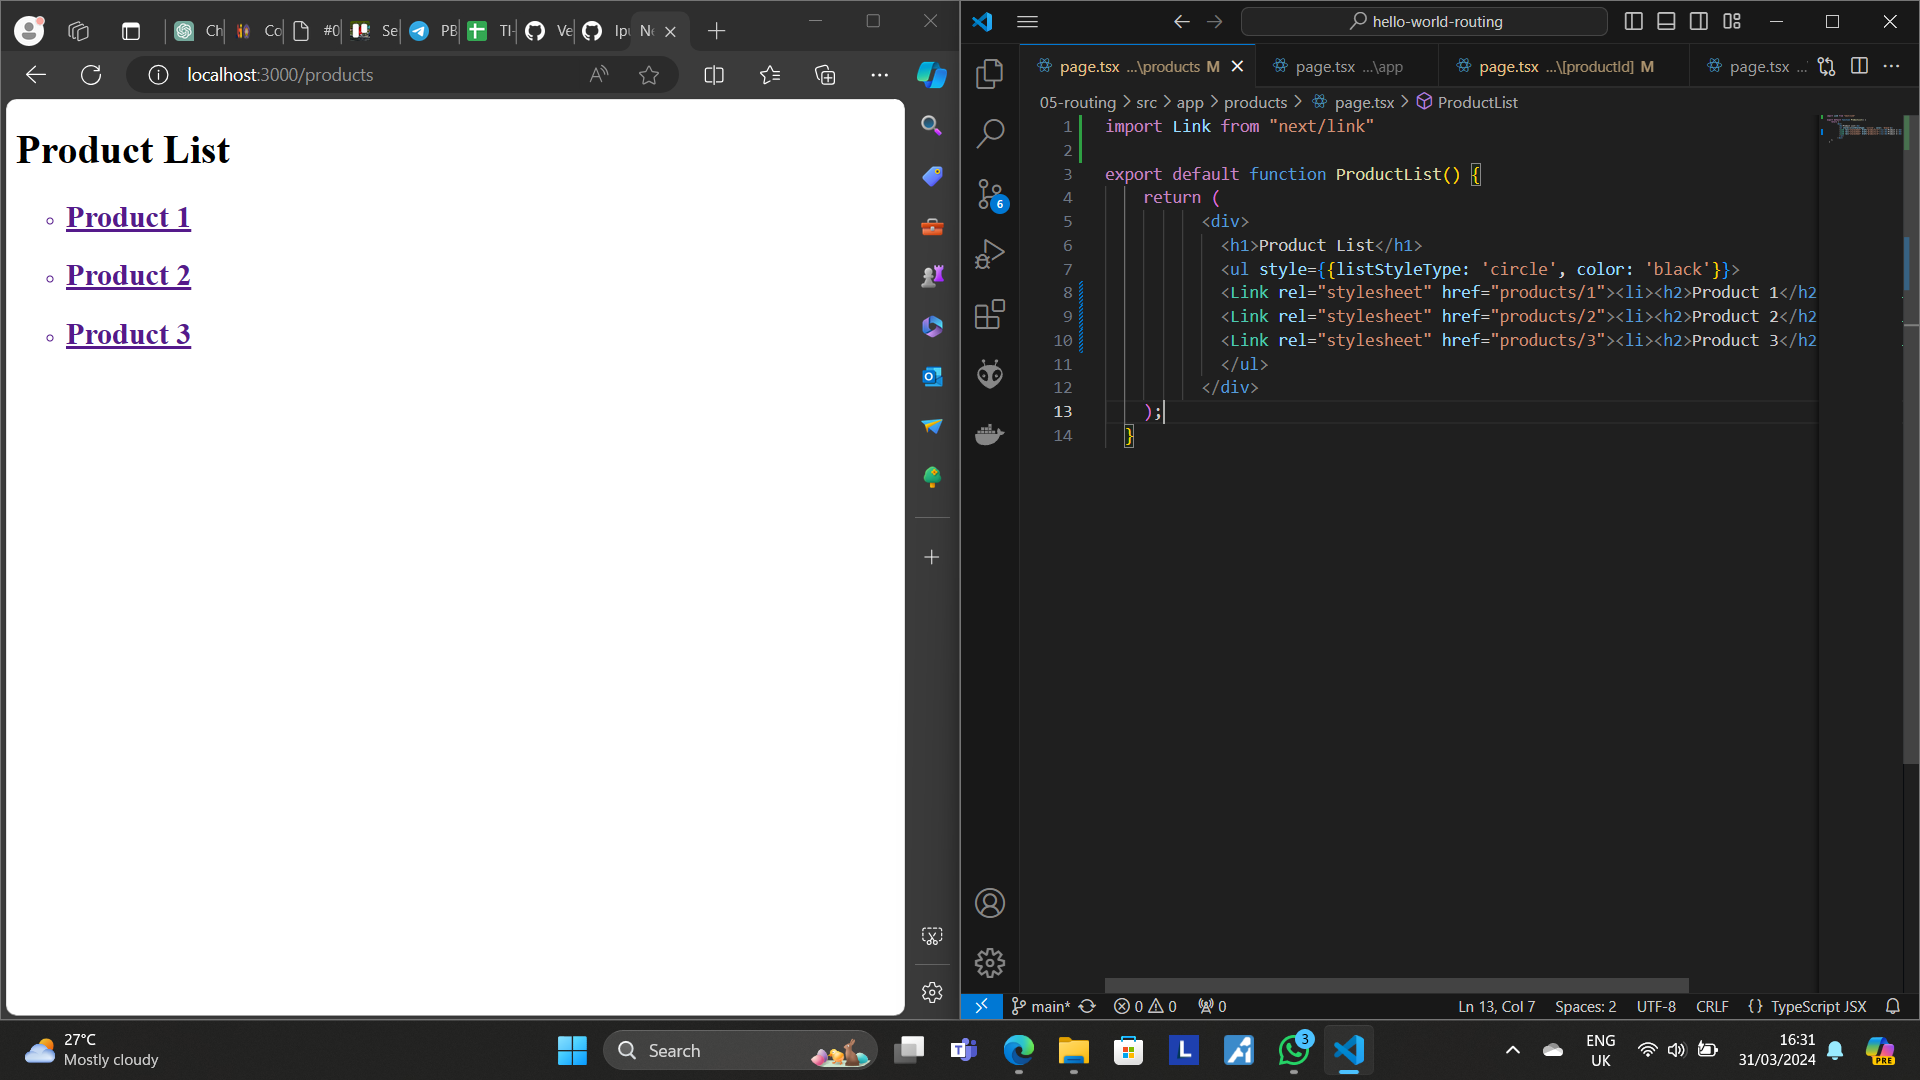 Ch
Co
#0
Se
PB
TI-
Ve
Ipu
Ne
localhost:3000/products
Product List
Product 1
Product 2
Product 3
hello-world-routing
page.tsx ...\products M
page.tsx ...\app
page.tsx ...\[productId] M
page.tsx ...
05-routing > src > app > products > page.tsx > ProductList
1 import Link from "next/link"
2
3 export default function ProductList() {
4 return (
5 <div>
6 <h1>Product List</h1>
7 <ul style={{listStyleType: 'circle', color: 'black'}}>
8 <Link rel="stylesheet" href="products/1"><li><h2>Product 1</h2
9 <Link rel="stylesheet" href="products/2"><li><h2>Product 2</h2
10 <Link rel="stylesheet" href="products/3"><li><h2>Product 3</h2
11 </ul>
12 </div>
13 );
14 }
6
main* 0 0 0
Ln 13, Col 7 Spaces: 2 UTF-8 CRLF {} TypeScript JSX
27°C
Mostly cloudy
Search
L
3
ENG
UK
16:31
31/03/2024
PRE